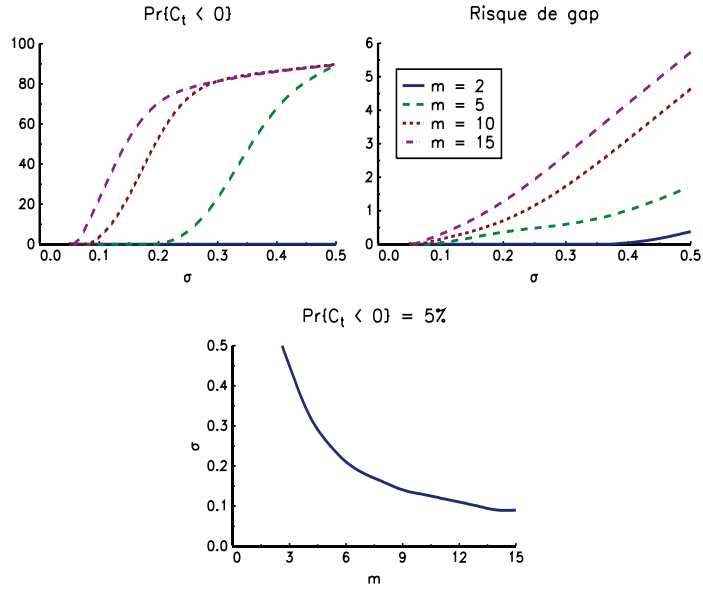 Pr{Cₜ < 0}
100
80
60
40
20
0
0.0 0.1 0.2 0.3 0.4 0.5
σ
Risque de gap
6
5
4
3
2
1
0
m = 2
m = 5
m = 10
m = 15
0.0 0.1 0.2 0.3 0.4 0.5
σ
Pr{Cₜ < 0} = 5%
0.5
0.4
0.3
0.2
0.1
0.0
σ
0 3 6 9 12 15
m